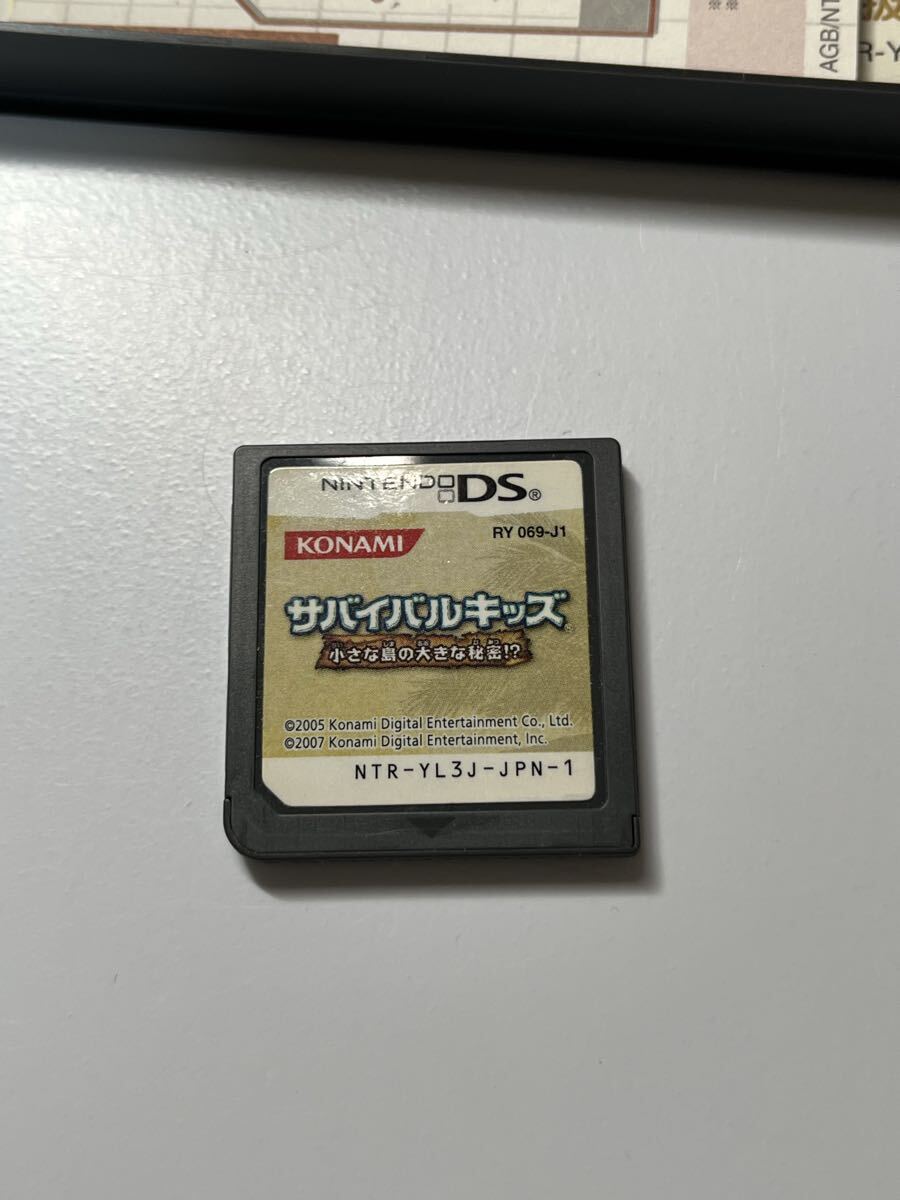 AGB/NT
R-Y
NINTENDO DS®
KONAMI
RY 069-J1
サバイバルキッズ
小さな島の大きな秘密!?
©2005 Konami Digital Entertainment Co., Ltd.
©2007 Konami Digital Entertainment, Inc.
NTR-YL3J-JPN-1